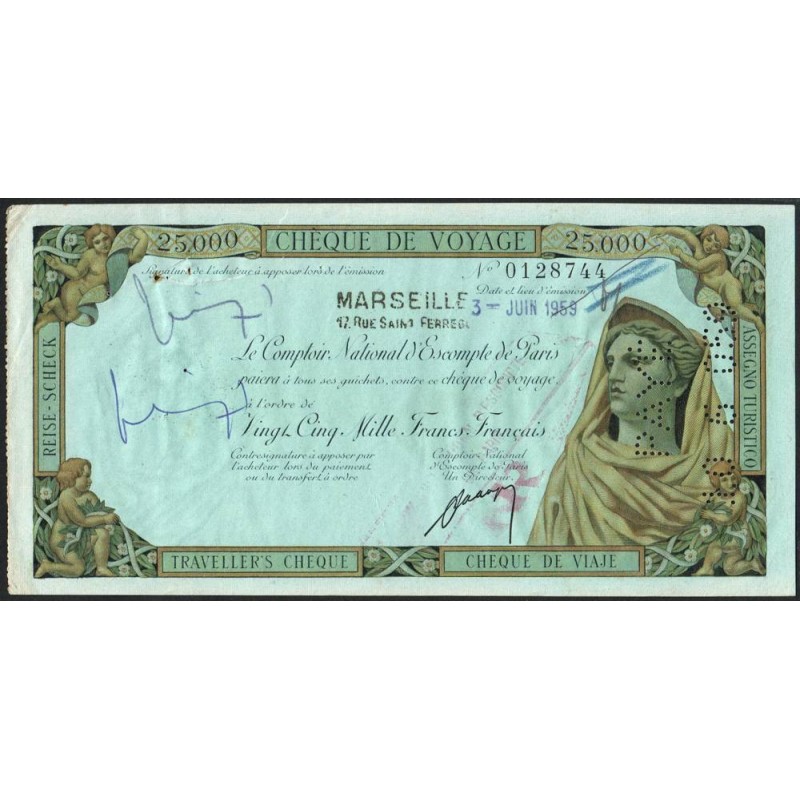 25.000 CHÈQUE DE VOYAGE 25.000
Signature de l'acheteur à apposer lors de l'émission
No 0128744
Date et lieu d'émission
MARSEILLE 3 - JUIN 1959
17, RUE SAINT FERREOL
Le Comptoir National d'Escompte de Paris
paiera à tous ses guichets, contre ce chèque de voyage,
à l'ordre de
Vingt Cinq Mille Francs Français
Contresignature à apposer par
l'acheteur lors du paiement
ou du transfert à ordre
Comptoir National
d'Escompte de Paris
Un Directeur.
REISE-SCHECK
ASSEGNO TURISTICO
TRAVELLER'S CHEQUE
CHEQUE DE VIAJE